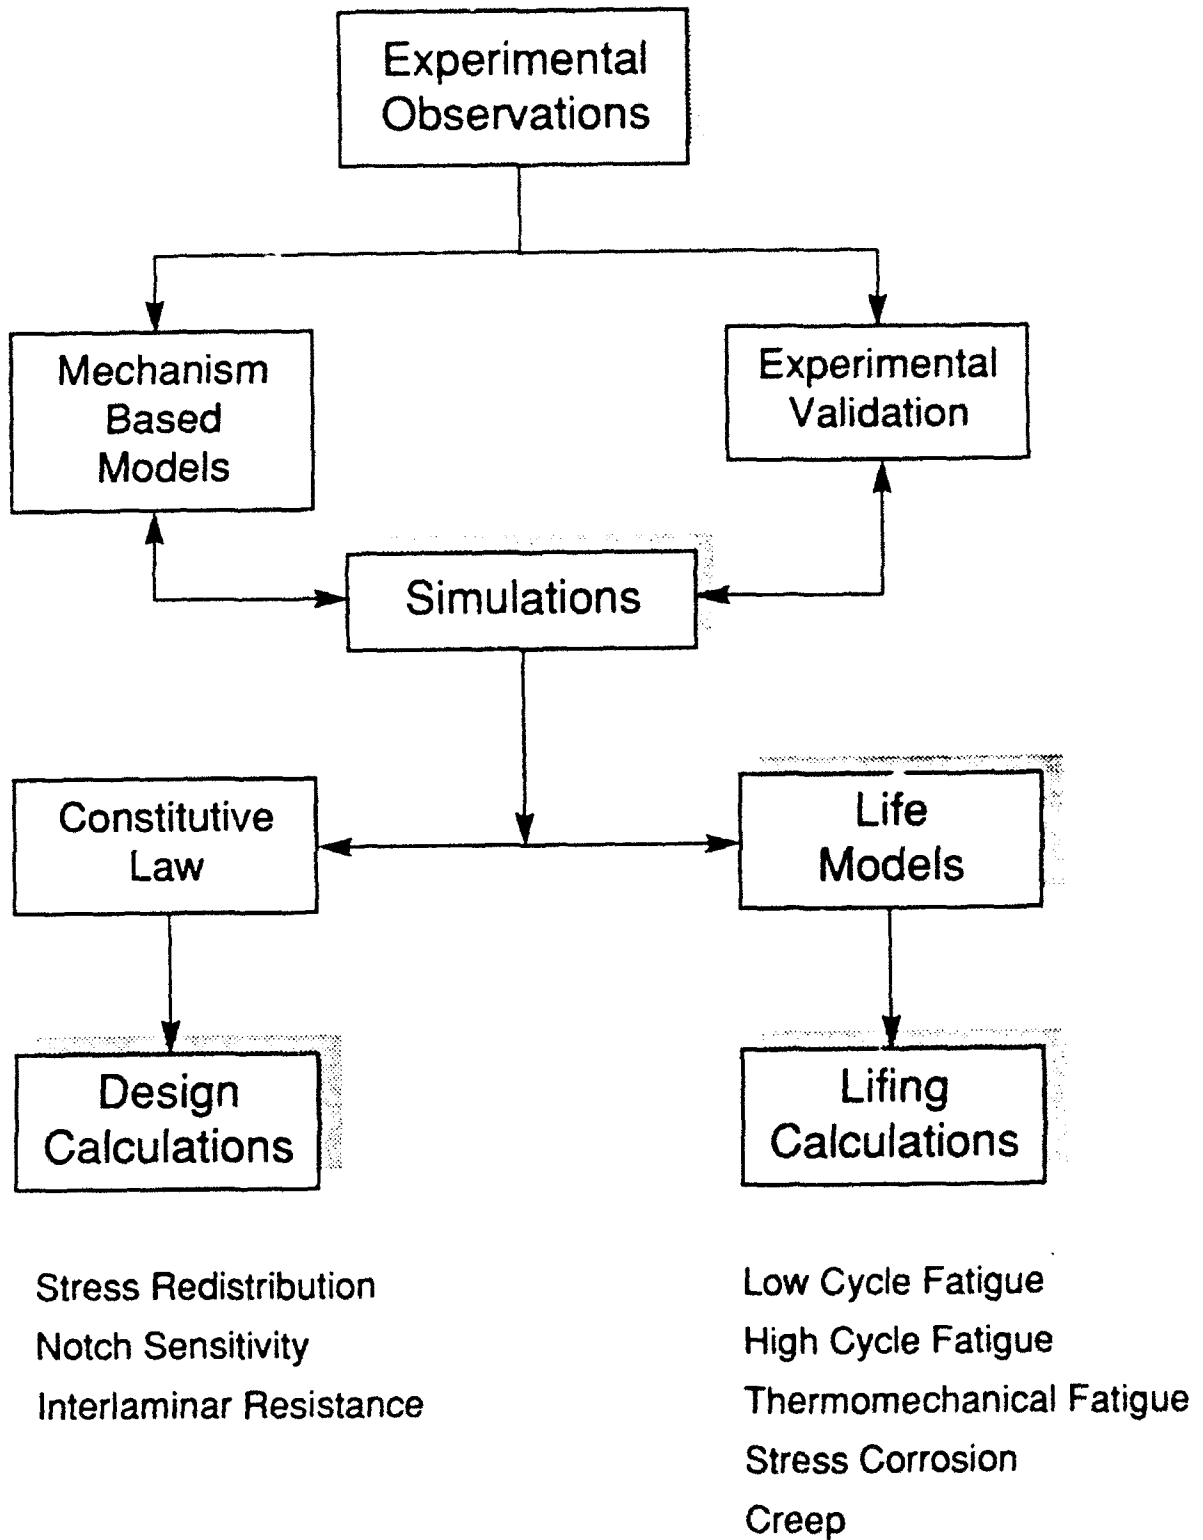 Experimental
Observations
Mechanism
Based
Models
Experimental
Validation
Simulations
Constitutive
Law
Life
Models
Design
Calculations
Lifing
Calculations
Stress Redistribution
Notch Sensitivity
Interlaminar Resistance
Low Cycle Fatigue
High Cycle Fatigue
Thermomechanical Fatigue
Stress Corrosion
Creep